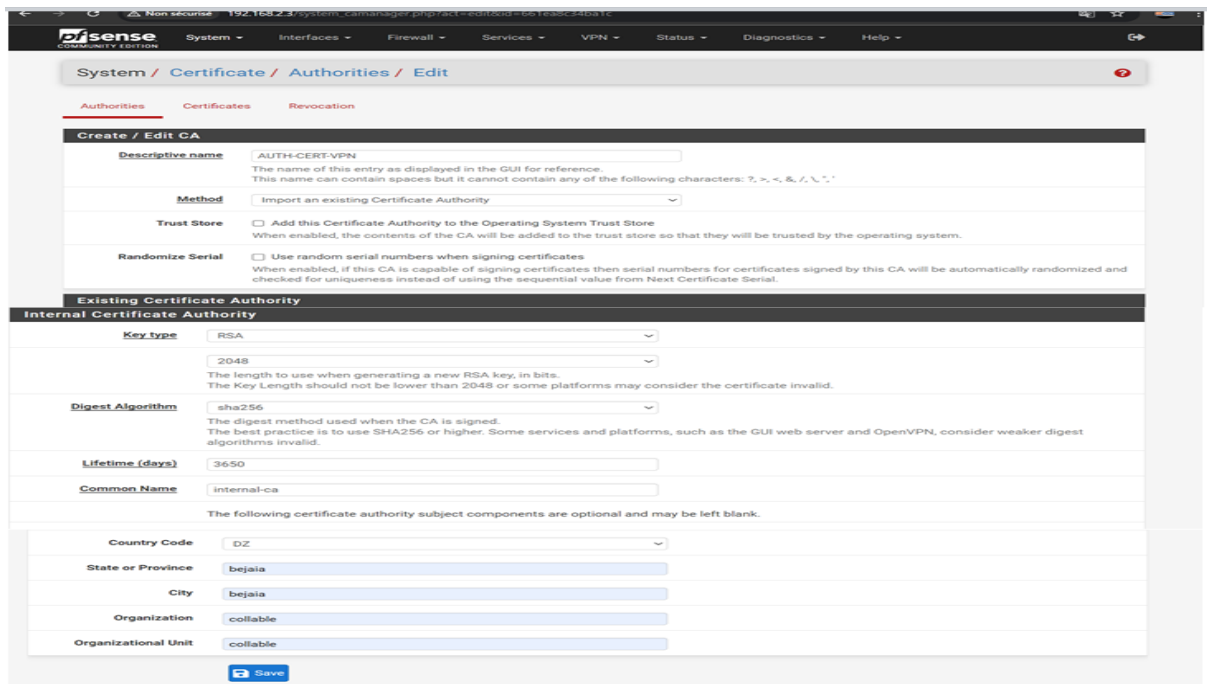 Non sécurisé 192.168.2.3/system_camanager.php?act=edit&id=661ea8c34ba1c
pfsense
COMMUNITY EDITION
System Interfaces Firewall Services VPN Status Diagnostics Help
System / Certificate / Authorities / Edit
Authorities Certificates Revocation
Create / Edit CA
Descriptive name AUTH-CERT-VPN
The name of this entry as displayed in the GUI for reference.
This name can contain spaces but it cannot contain any of the following characters: ?, >, <, &, /, \, ", '
Method Import an existing Certificate Authority
Trust Store Add this Certificate Authority to the Operating System Trust Store
When enabled, the contents of the CA will be added to the trust store so that they will be trusted by the operating system.
Randomize Serial Use random serial numbers when signing certificates
When enabled, if this CA is capable of signing certificates then serial numbers for certificates signed by this CA will be automatically randomized and
checked for uniqueness instead of using the sequential value from Next Certificate Serial.
Existing Certificate Authority
Internal Certificate Authority
Key type RSA
2048
The length to use when generating a new RSA key, in bits.
The Key Length should not be lower than 2048 or some platforms may consider the certificate invalid.
Digest Algorithm sha256
The digest method used when the CA is signed.
The best practice is to use SHA256 or higher. Some services and platforms, such as the GUI web server and OpenVPN, consider weaker digest
algorithms invalid.
Lifetime (days) 3650
Common Name internal-ca
The following certificate authority subject components are optional and may be left blank.
Country Code DZ
State or Province bejaia
City bejaia
Organization collable
Organizational Unit collable
Save